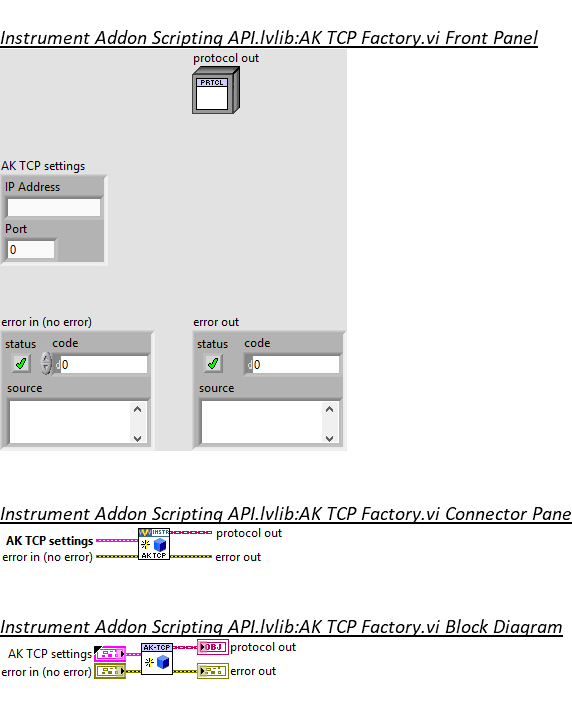 Instrument Addon Scripting API.lvlib:AK TCP Factory.vi Front Panel
protocol out
PRTCL
AK TCP settings
IP Address
Port
0
error in (no error)
error out
status code
status code
d0
d0
source
source
Instrument Addon Scripting API.lvlib:AK TCP Factory.vi Connector Pane
AK TCP settings
INSTR
AK TCP
protocol out
error in (no error)
error out
Instrument Addon Scripting API.lvlib:AK TCP Factory.vi Block Diagram
AK TCP settings
AK-TCP
OBJ
protocol out
error in (no error)
error out